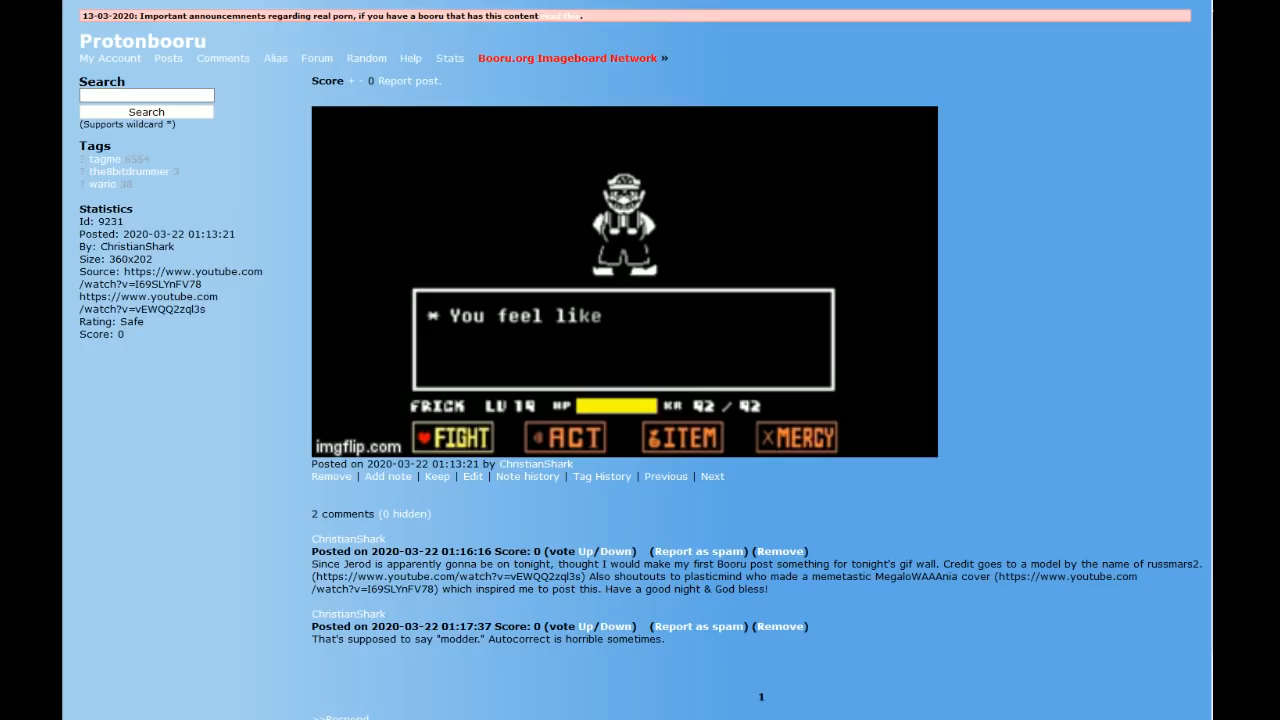 13-03-2020: Important announcemnents regarding real porn, if you have a booru that has this content read this.
Protonbooru
My Account Posts Comments Alias Forum Random Help Stats Booru.org Imageboard Network »
Search
Search
(Supports wildcard *)
Tags
? tagme 6554
? the8bitdrummer 3
? wario 38
Statistics
Id: 9231
Posted: 2020-03-22 01:13:21
By: ChristianShark
Size: 360x202
Source: https://www.youtube.com
/watch?v=I69SLYnFV78
https://www.youtube.com
/watch?v=vEWQQ2zql3s
Rating: Safe
Score: 0
Score + - 0 Report post.
* You feel like
FRICK LV 19 HP KR 92 / 92
FIGHT ACT ITEM MERCY
imgflip.com
Posted on 2020-03-22 01:13:21 by ChristianShark
Remove | Add note | Keep | Edit | Note history | Tag History | Previous | Next
2 comments (0 hidden)
ChristianShark
Posted on 2020-03-22 01:16:16 Score: 0 (vote Up/Down) (Report as spam) (Remove)
Since Jerod is apparently gonna be on tonight, thought I would make my first Booru post something for tonight's gif wall. Credit goes to a model by the name of russmars2.
(https://www.youtube.com/watch?v=vEWQQ2zql3s) Also shoutouts to plasticmind who made a memetastic MegaloWAAAnia cover (https://www.youtube.com
/watch?v=I69SLYnFV78) which inspired me to post this. Have a good night & God bless!
ChristianShark
Posted on 2020-03-22 01:17:37 Score: 0 (vote Up/Down) (Report as spam) (Remove)
That's supposed to say "modder." Autocorrect is horrible sometimes.
1
>>Respond